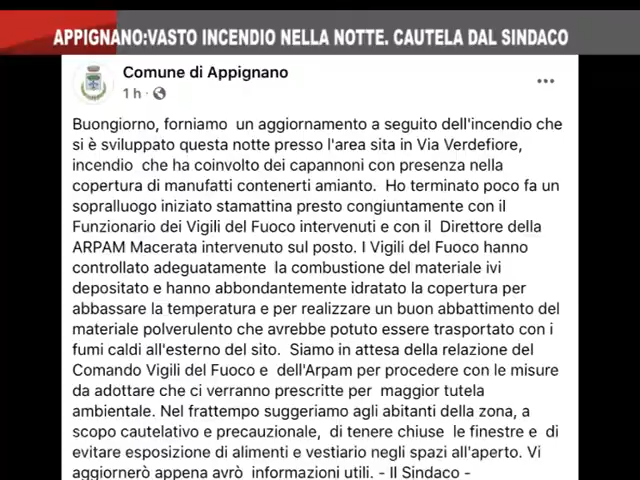 APPIGNANO:VASTO INCENDIO NELLA NOTTE. CAUTELA DAL SINDACO
Comune di Appignano
1 h ·
Buongiorno, forniamo un aggiornamento a seguito dell'incendio che
si è sviluppato questa notte presso l'area sita in Via Verdefiore,
incendio che ha coinvolto dei capannoni con presenza nella
copertura di manufatti contenerti amianto. Ho terminato poco fa un
sopralluogo iniziato stamattina presto congiuntamente con il
Funzionario dei Vigili del Fuoco intervenuti e con il Direttore della
ARPAM Macerata intervenuto sul posto. I Vigili del Fuoco hanno
controllato adeguatamente la combustione del materiale ivi
depositato e hanno abbondantemente idratato la copertura per
abbassare la temperatura e per realizzare un buon abbattimento del
materiale polverulento che avrebbe potuto essere trasportato con i
fumi caldi all'esterno del sito. Siamo in attesa della relazione del
Comando Vigili del Fuoco e dell'Arpam per procedere con le misure
da adottare che ci verranno prescritte per maggior tutela
ambientale. Nel frattempo suggeriamo agli abitanti della zona, a
scopo cautelativo e precauzionale, di tenere chiuse le finestre e di
evitare esposizione di alimenti e vestiario negli spazi all'aperto. Vi
aggiornerò appena avrò informazioni utili. - Il Sindaco -